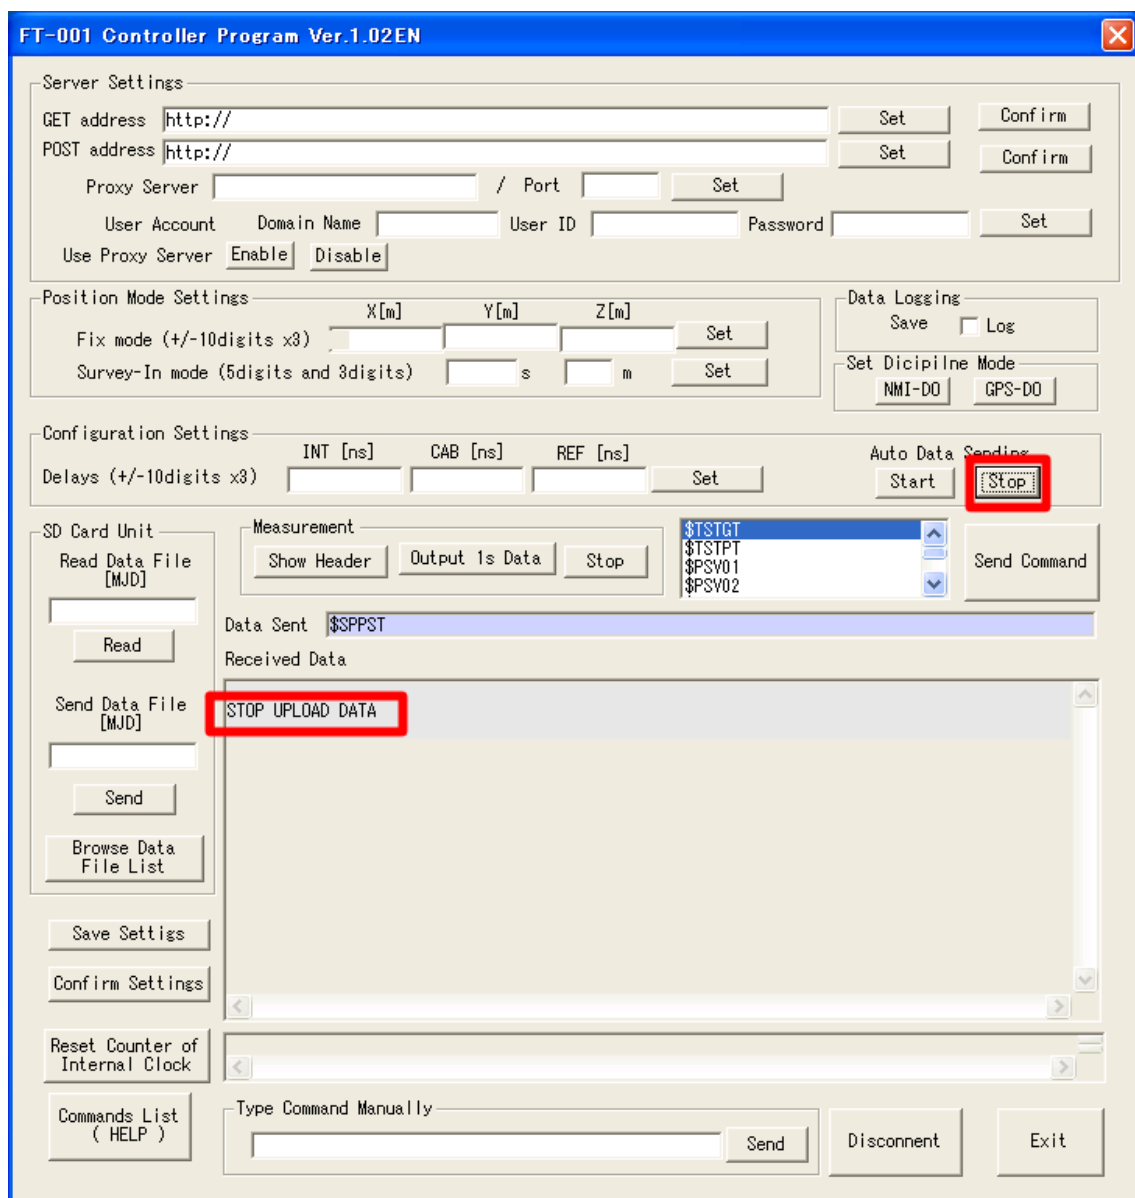 FT-001 Controller Program Ver.1.02EN
Server Settings
GET address http:// Set Confirm
POST address http:// Set Confirm
Proxy Server / Port Set
User Account Domain Name User ID Password Set
Use Proxy Server Enable Disable
Position Mode Settings
X[m] Y[m] Z[m]
Fix mode (+/-10digits x3) Set
Survey-In mode (5digits and 3digits) s m Set
Data Logging
Save Log
Set Dicipilne Mode
NMI-DO GPS-DO
Configuration Settings
INT [ns] CAB [ns] REF [ns]
Delays (+/-10digits x3) Set
Auto Data Sending
Start Stop
SD Card Unit
Read Data File
[MJD]
Read
Send Data File
[MJD]
Send
Browse Data
File List
Measurement
Show Header Output 1s Data Stop
$TSTGT
$TSTPT
$PSV01
$PSV02
Send Command
Data Sent $SPPST
Received Data
STOP UPLOAD DATA
Save Settigs
Confirm Settings
Reset Counter of
Internal Clock
Commands List
( HELP )
Type Command Manually
Send
Disconnent
Exit